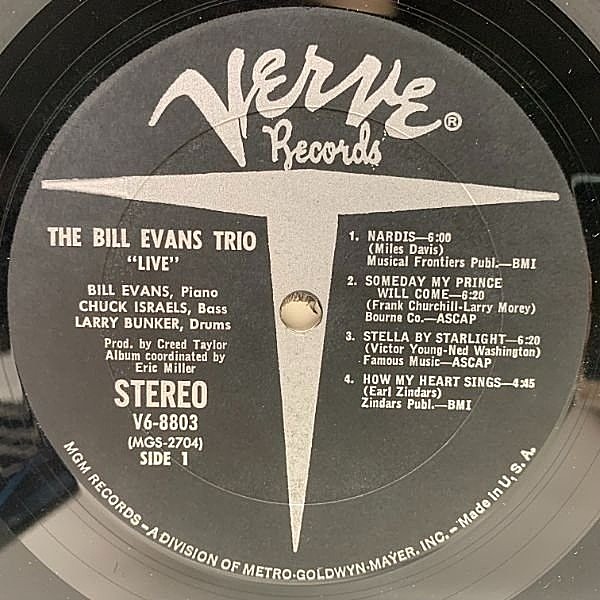 VERVE®
Records
THE BILL EVANS TRIO
"LIVE"
BILL EVANS, Piano
CHUCK ISRAELS, Bass
LARRY BUNKER, Drums
Prod. by Creed Taylor
Album coordinated by
Eric Miller
STEREO
V6-8803
(MGS-2704)
SIDE 1
1. NARDIS—6:00
(Miles Davis)
Musical Frontiers Publ.—BMI
2. SOMEDAY MY PRINCE
WILL COME—6:20
(Frank Churchill-Larry Morey)
Bourne Co.—ASCAP
3. STELLA BY STARLIGHT—6:20
(Victor Young-Ned Washington)
Famous Music—ASCAP
4. HOW MY HEART SINGS—4:45
(Earl Zindars)
Zindars Publ.—BMI
MGM RECORDS—A DIVISION OF METRO-GOLDWYN-MAYER, INC.—Made in U.S.A.